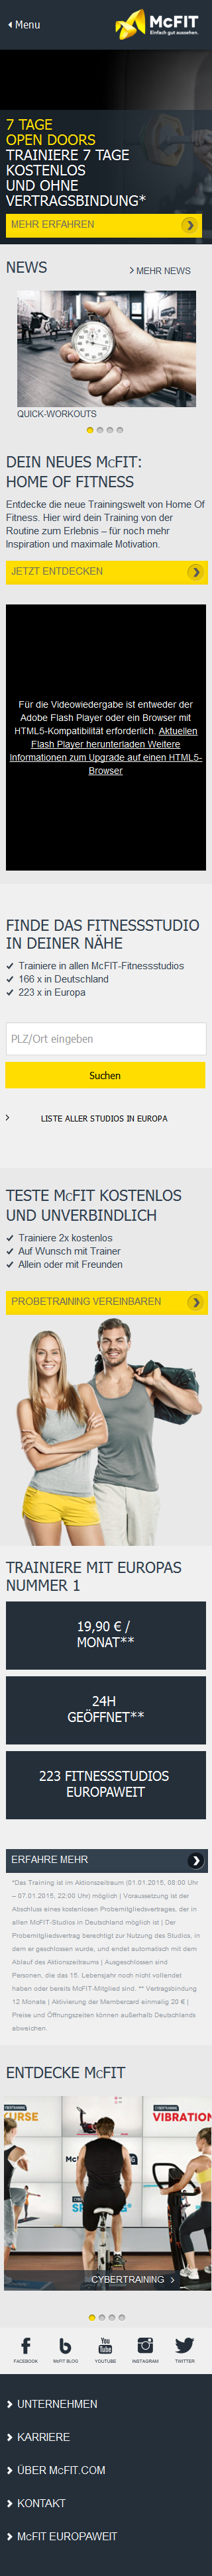 Menu
McFIT
Einfach gut aussehen.
7 TAGE
OPEN DOORS
TRAINIERE 7 TAGE
KOSTENLOS
UND OHNE
VERTRAGSBINDUNG*
MEHR ERFAHREN
NEWS
MEHR NEWS
QUICK-WORKOUTS
DEIN NEUES McFIT:
HOME OF FITNESS
Entdecke die neue Trainingswelt von Home Of
Fitness. Hier wird dein Training von der
Routine zum Erlebnis – für noch mehr
Inspiration und maximale Motivation.
JETZT ENTDECKEN
Für die Videowiedergabe ist entweder der
Adobe Flash Player oder ein Browser mit
HTML5-Kompatibilität erforderlich. Aktuellen
Flash Player herunterladen Weitere
Informationen zum Upgrade auf einen HTML5-
Browser
FINDE DAS FITNESSSTUDIO
IN DEINER NÄHE
Trainiere in allen McFIT-Fitnessstudios
166 x in Deutschland
223 x in Europa
PLZ/Ort eingeben
Suchen
LISTE ALLER STUDIOS IN EUROPA
TESTE McFIT KOSTENLOS
UND UNVERBINDLICH
Trainiere 2x kostenlos
Auf Wunsch mit Trainer
Allein oder mit Freunden
PROBETRAINING VEREINBAREN
TRAINIERE MIT EUROPAS
NUMMER 1
19,90 € /
MONAT**
24H
GEÖFFNET**
223 FITNESSSTUDIOS
EUROPAWEIT
ERFAHRE MEHR
*Das Training ist im Aktionszeitraum (01.01.2015, 08:00 Uhr
– 07.01.2015, 22:00 Uhr) möglich | Voraussetzung ist der
Abschluss eines kostenlosen Probemitgliedsvertrages, der in
allen McFIT-Studios in Deutschland möglich ist | Der
Probemitgliedsvertrag berechtigt zur Nutzung des Studios, in
dem er geschlossen wurde, und endet automatisch mit dem
Ablauf des Aktionszeitraums | Ausgeschlossen sind
Personen, die das 15. Lebensjahr noch nicht vollendet
haben oder bereits McFIT-Mitglied sind. ** Vertragsbindung
12 Monate | Aktivierung der Membercard einmalig 20 € |
Preise und Öffnungszeiten können außerhalb Deutschlands
abweichen.
ENTDECKE McFIT
KURSE
VIBRATION
CYBERTRAINING
FACEBOOK
McFIT BLOG
YOUTUBE
INSTAGRAM
TWITTER
UNTERNEHMEN
KARRIERE
ÜBER McFIT.COM
KONTAKT
McFIT EUROPAWEIT